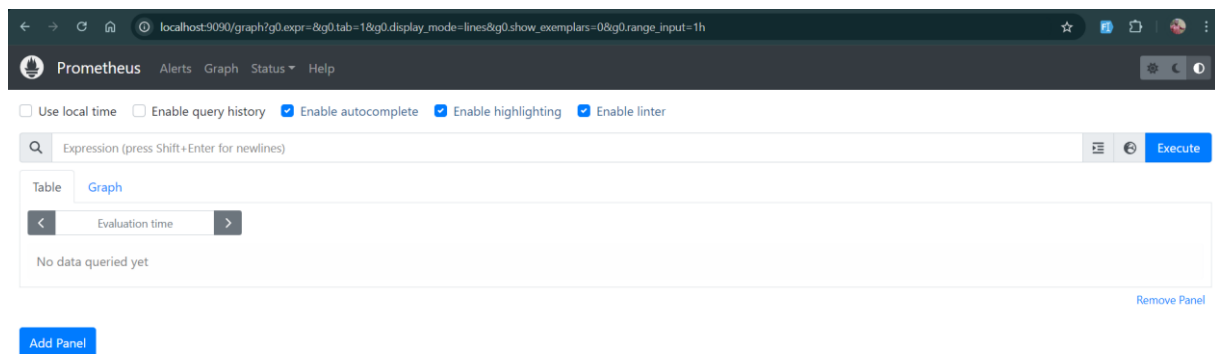 localhost:9090/graph?g0.expr=&g0.tab=1&g0.display_mode=lines&g0.show_exemplars=0&g0.range_input=1h
Prometheus Alerts Graph Status Help
Use local time Enable query history Enable autocomplete Enable highlighting Enable linter
Expression (press Shift+Enter for newlines) Execute
Table Graph
Evaluation time
No data queried yet
Remove Panel
Add Panel